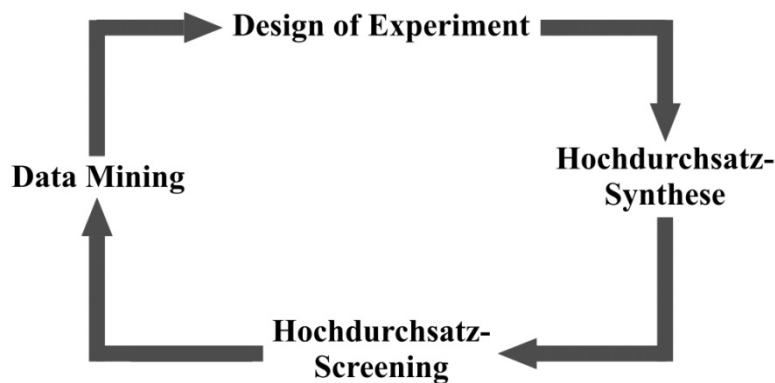 Design of Experiment
Hochdurchsatz-
Synthese
Hochdurchsatz-
Screening
Data Mining